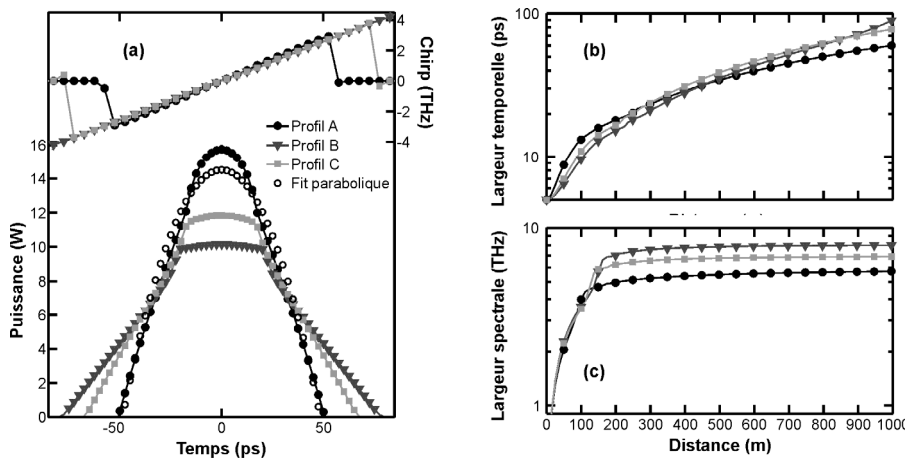 (a)
4
2
0
-2
-4
Chirp (THz)
Profil A
Profil B
Profil C
Fit parabolique
16
14
12
10
8
6
4
2
0
Puissance (W)
-50
0
50
Temps (ps)
100
10
Largeur temporelle (ps)
(b)
10
1
Largeur spectrale (THz)
(c)
0
100
200
300
400
500
600
700
800
900
1000
Distance (m)